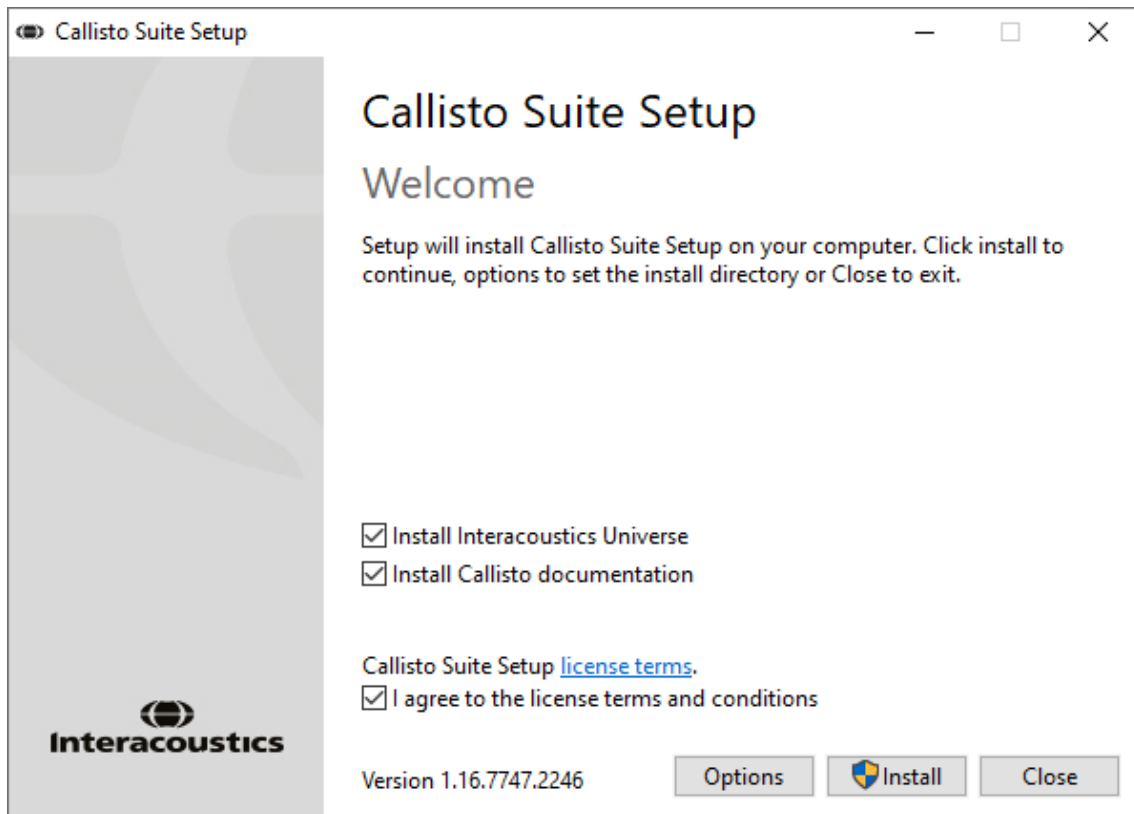 Callisto Suite Setup
Callisto Suite Setup
Welcome
Setup will install Callisto Suite Setup on your computer. Click install to
continue, options to set the install directory or Close to exit.
Install Interacoustics Universe
Install Callisto documentation
Callisto Suite Setup license terms.
I agree to the license terms and conditions
Interacoustics
Version 1.16.7747.2246
Options
Install
Close